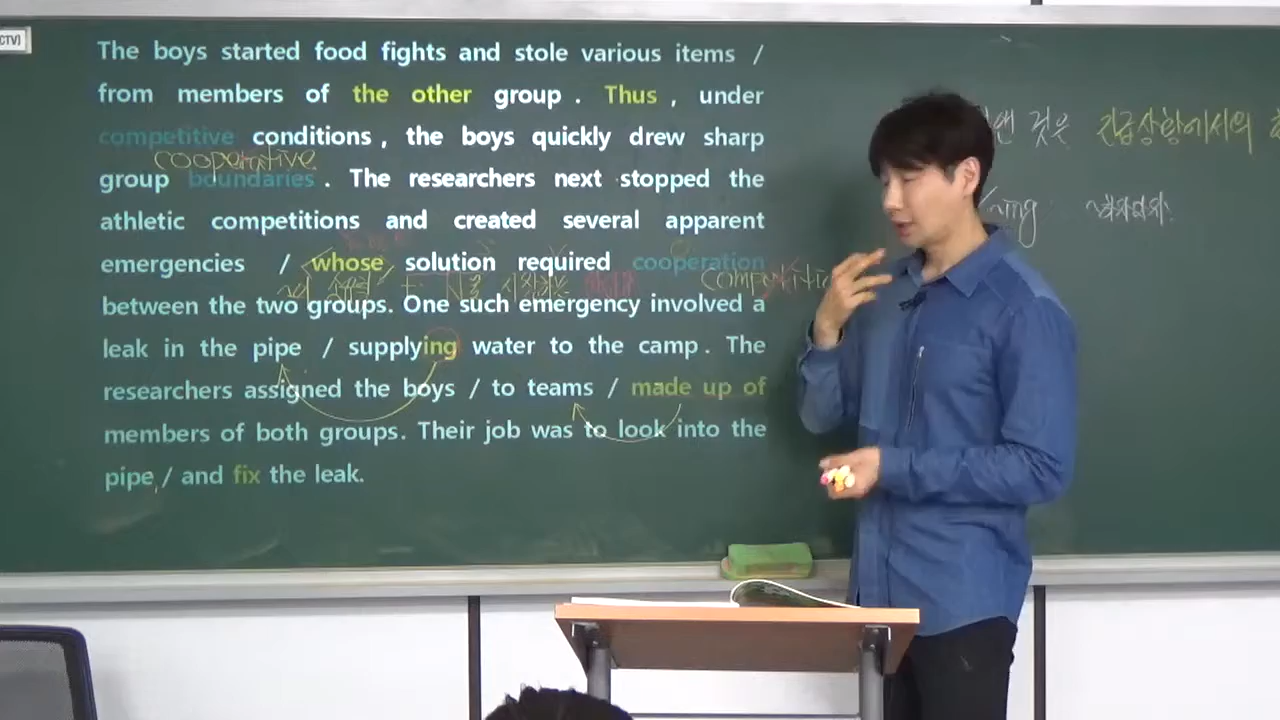 CTV)
The boys started food fights and stole various items /
from members of the other group . Thus , under
competitive conditions , the boys quickly drew sharp
cooperative
group boundaries . The researchers next stopped the
athletic competitions and created several apparent
emergencies / whose solution required cooperation
between the two groups. One such emergency involved a
leak in the pipe / supplying water to the camp . The
researchers assigned the boys / to teams / made up of
members of both groups. Their job was to look into the
pipe / and fix the leak.
것은 긴급상황에서의